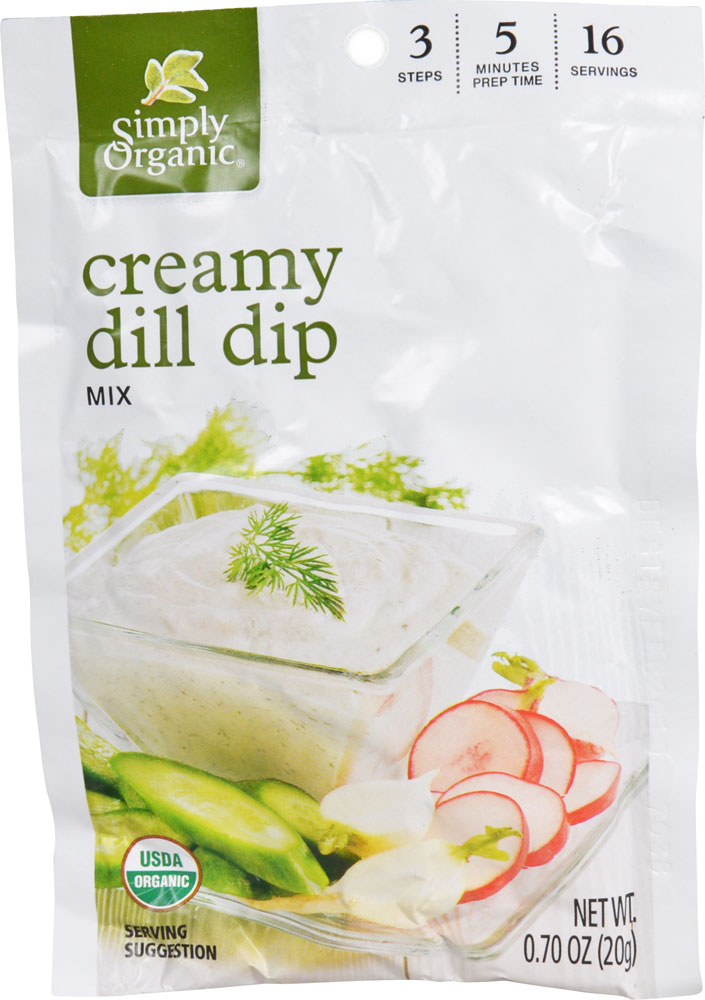 Simply
Organic®
3
STEPS
5
MINUTES
PREP TIME
16
SERVINGS
creamy
dill dip
MIX
USDA
ORGANIC
SERVING
SUGGESTION
NET WT.
0.70 OZ (20g)